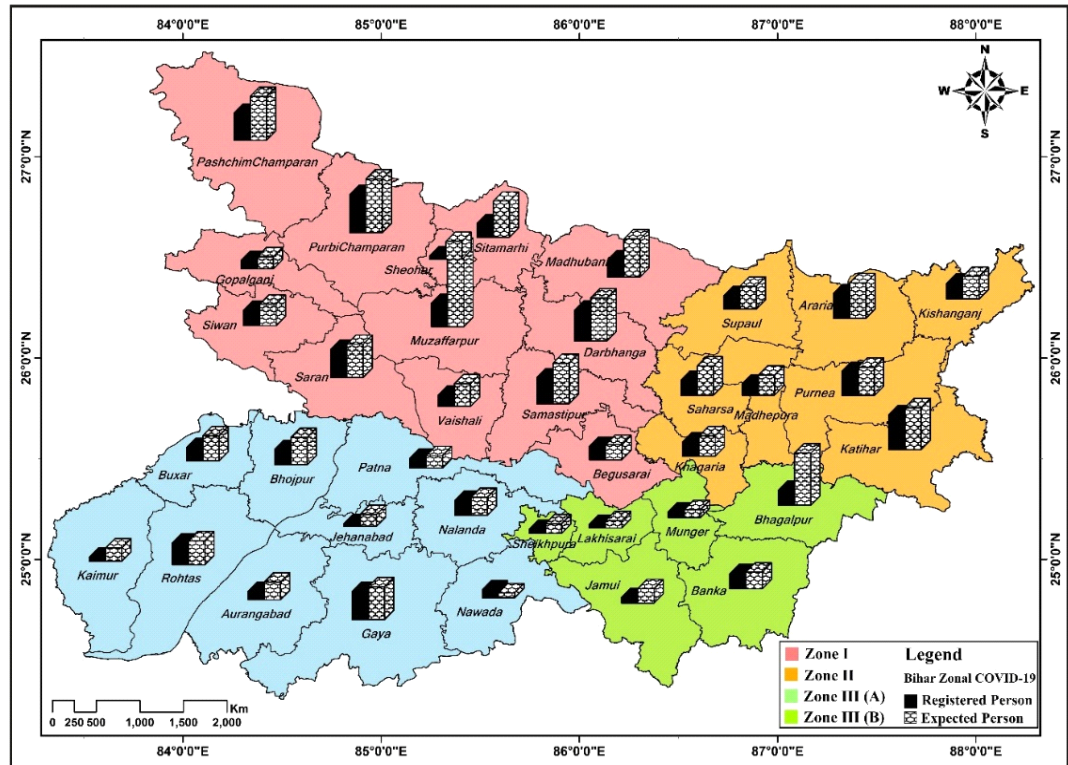 84°0'0"E 85°0'0"E 86°0'0"E 87°0'0"E 88°0'0"E
N
W E
S
27°0'0"N 27°0'0"N
PashchimChamparan
PurbiChamparan
Sitamarhi
Sheohar
Madhubani
Gopalganj
Siwan
Muzaffarpur
Darbhanga
Supaul
Araria
Kishanganj
26°0'0"N 26°0'0"N
Saran
Vaishali
Samastipur
Saharsa
Madhepura
Purnea
Katihar
Khagaria
Begusarai
Buxar
Bhojpur
Patna
Nalanda
Jehanabad
Sheikhpura
Lakhisarai
Munger
Bhagalpur
25°0'0"N 25°0'0"N
Kaimur
Rohtas
Aurangabad
Gaya
Nawada
Jamui
Banka
Zone I
Zone II
Zone III (A)
Zone III (B)
Legend
Bihar Zonal COVID-19
Registered Person
Expected Person
Km
0 250 500 1,000 1,500 2,000
84°0'0"E 85°0'0"E 86°0'0"E 87°0'0"E 88°0'0"E